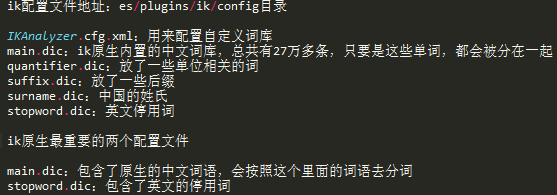 ik配置文件地址：es/plugins/ik/config目录
IKAnalyzer.cfg.xml：用来配置自定义词库
main.dic：ik原生内置的中文词库，总共有27万多条，只要是这些单词，都会被分在一起
quantifier.dic：放了一些单位相关的词
suffix.dic：放了一些后缀
surname.dic：中国的姓氏
stopword.dic：英文停用词
ik原生最重要的两个配置文件
main.dic：包含了原生的中文词语，会按照这个里面的词语去分词
stopword.dic：包含了英文的停用词